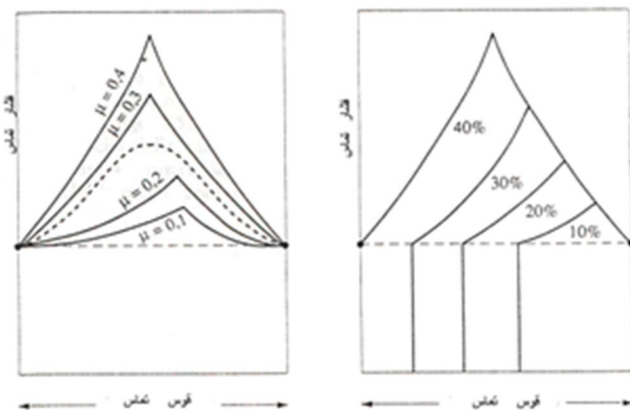 فشار تماس
μ = 0,4
μ = 0,3
μ = 0,2
μ = 0,1
قوس تماس
فشار تماس
40%
30%
20%
10%
قوس تماس